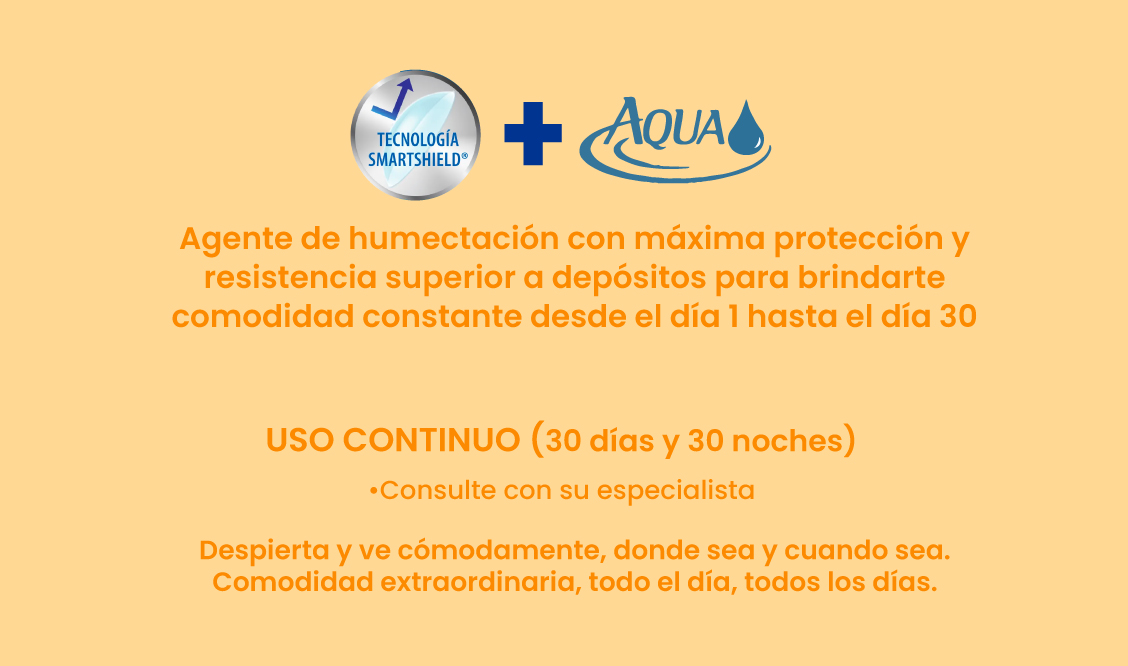 TECNOLOGÍA
SMARTSHIELD®
AQUA
Agente de humectación con máxima protección y
resistencia superior a depósitos para brindarte
comodidad constante desde el día 1 hasta el día 30
USO CONTINUO (30 días y 30 noches)
•Consulte con su especialista
Despierta y ve cómodamente, donde sea y cuando sea.
Comodidad extraordinaria, todo el día, todos los días.